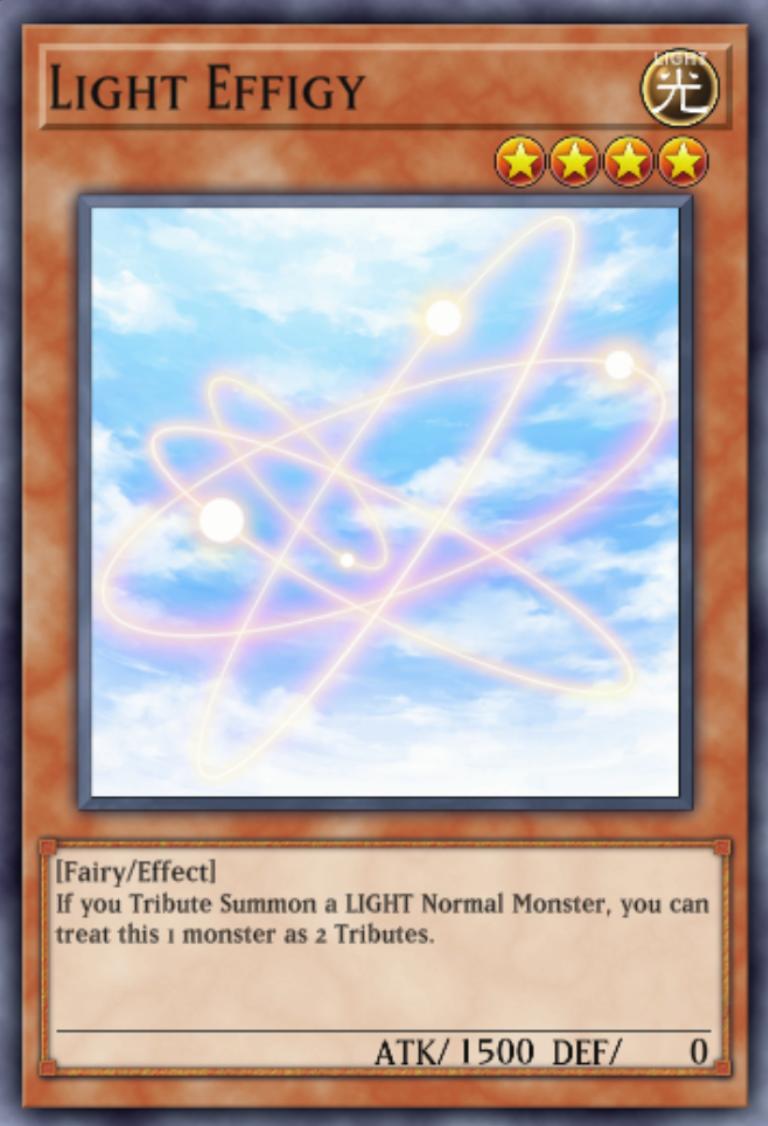 LIGHT EFFIGY
LIGHT
光
[Fairy/Effect]
If you Tribute Summon a LIGHT Normal Monster, you can
treat this 1 monster as 2 Tributes.
ATK/ 1500 DEF/ 0